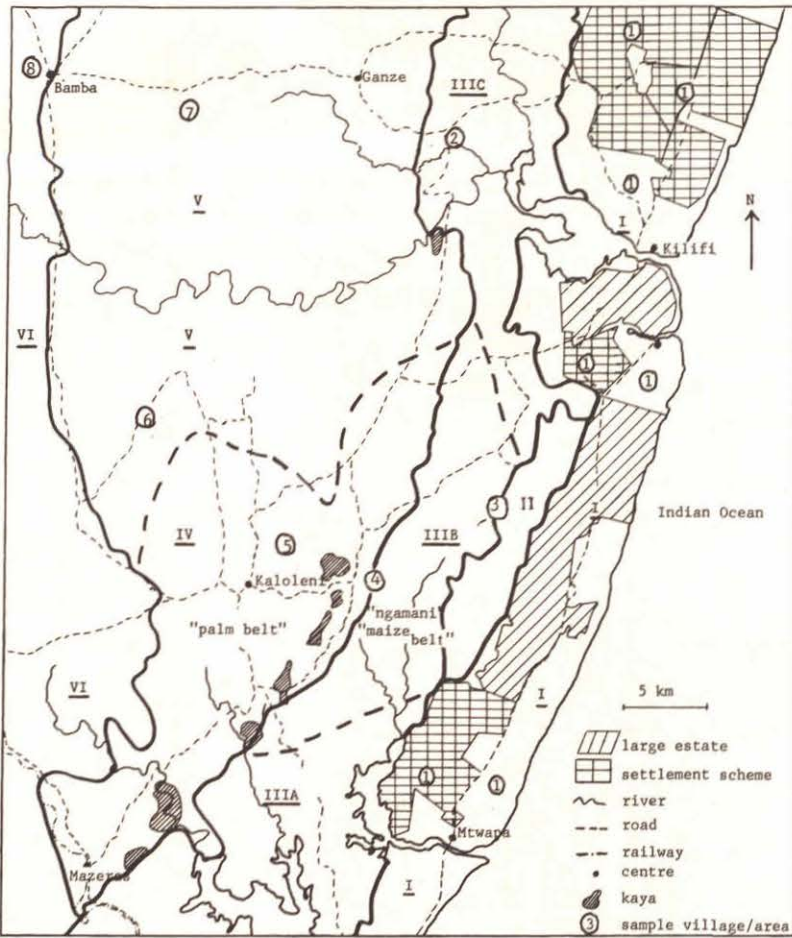 1
8
Bamba
7
Ganze
IIIC
2
1
V
1
I
N
Kilifi
VI
V
1
1
6
3
II
I
Indian Ocean
IV
5
IIIB
Kaloleni
4
"ngamani"
"palm belt"
"maize belt"
VI
I
5 km
large estate
settlement scheme
1
1
IIIA
river
Mtwapa
road
railway
I
centre
Mazeras
kaya
3 sample village/area